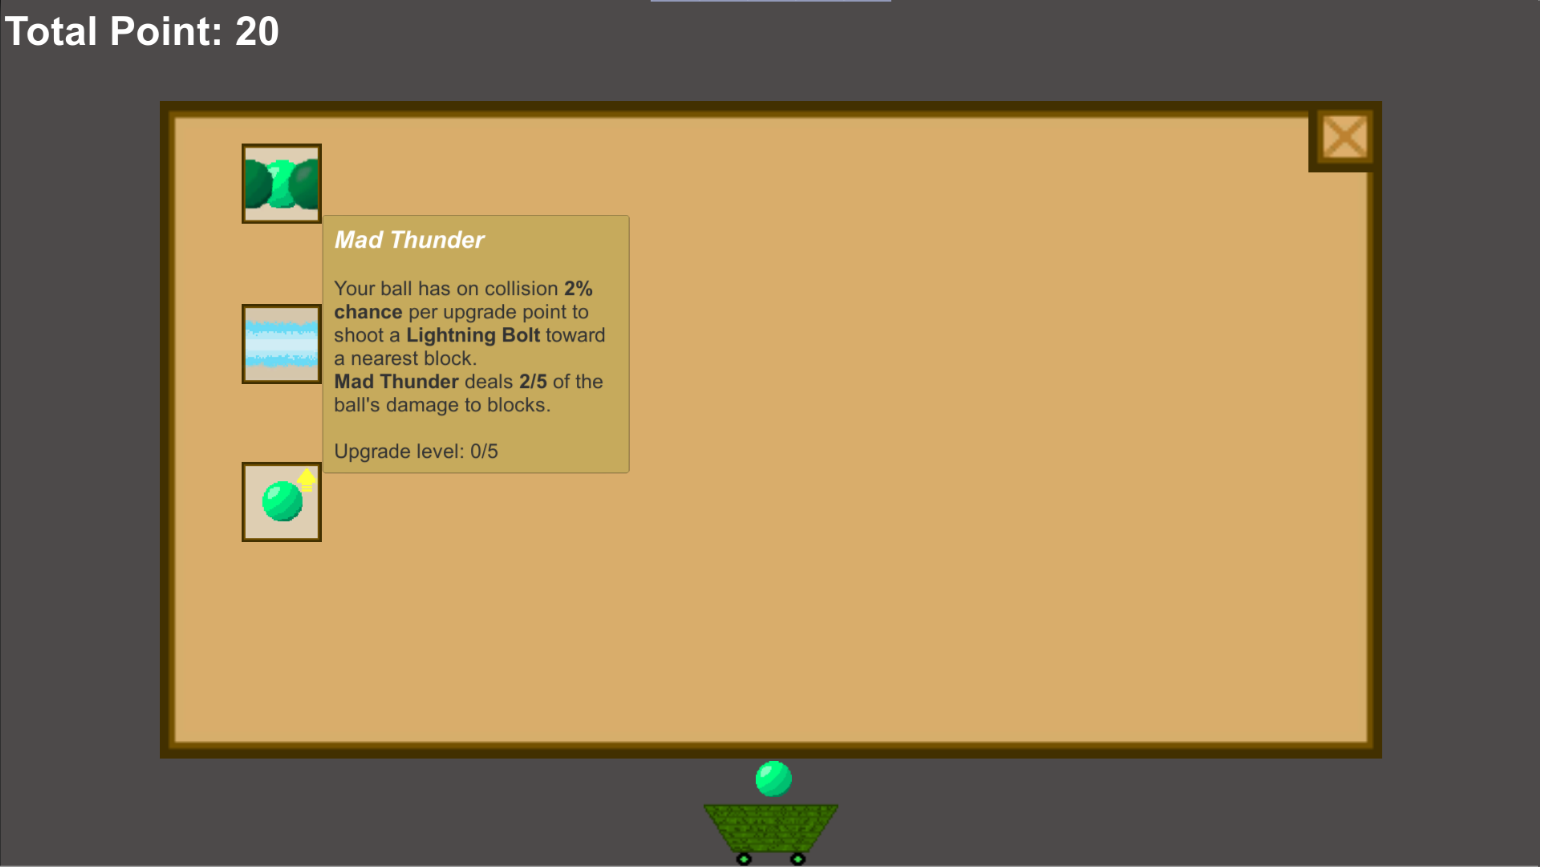 Total Point: 20
Mad Thunder
Your ball has on collision 2%
chance per upgrade point to
shoot a Lightning Bolt toward
a nearest block.
Mad Thunder deals 2/5 of the
ball's damage to blocks.
Upgrade level: 0/5